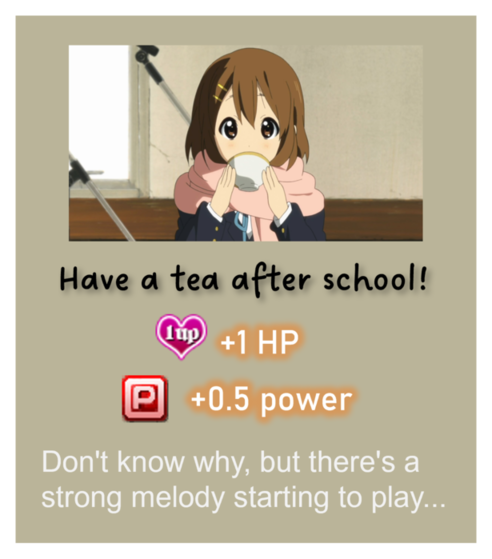 Have a tea after school!
1up +1 HP
P +0.5 power
Don't know why, but there's a
strong melody starting to play...